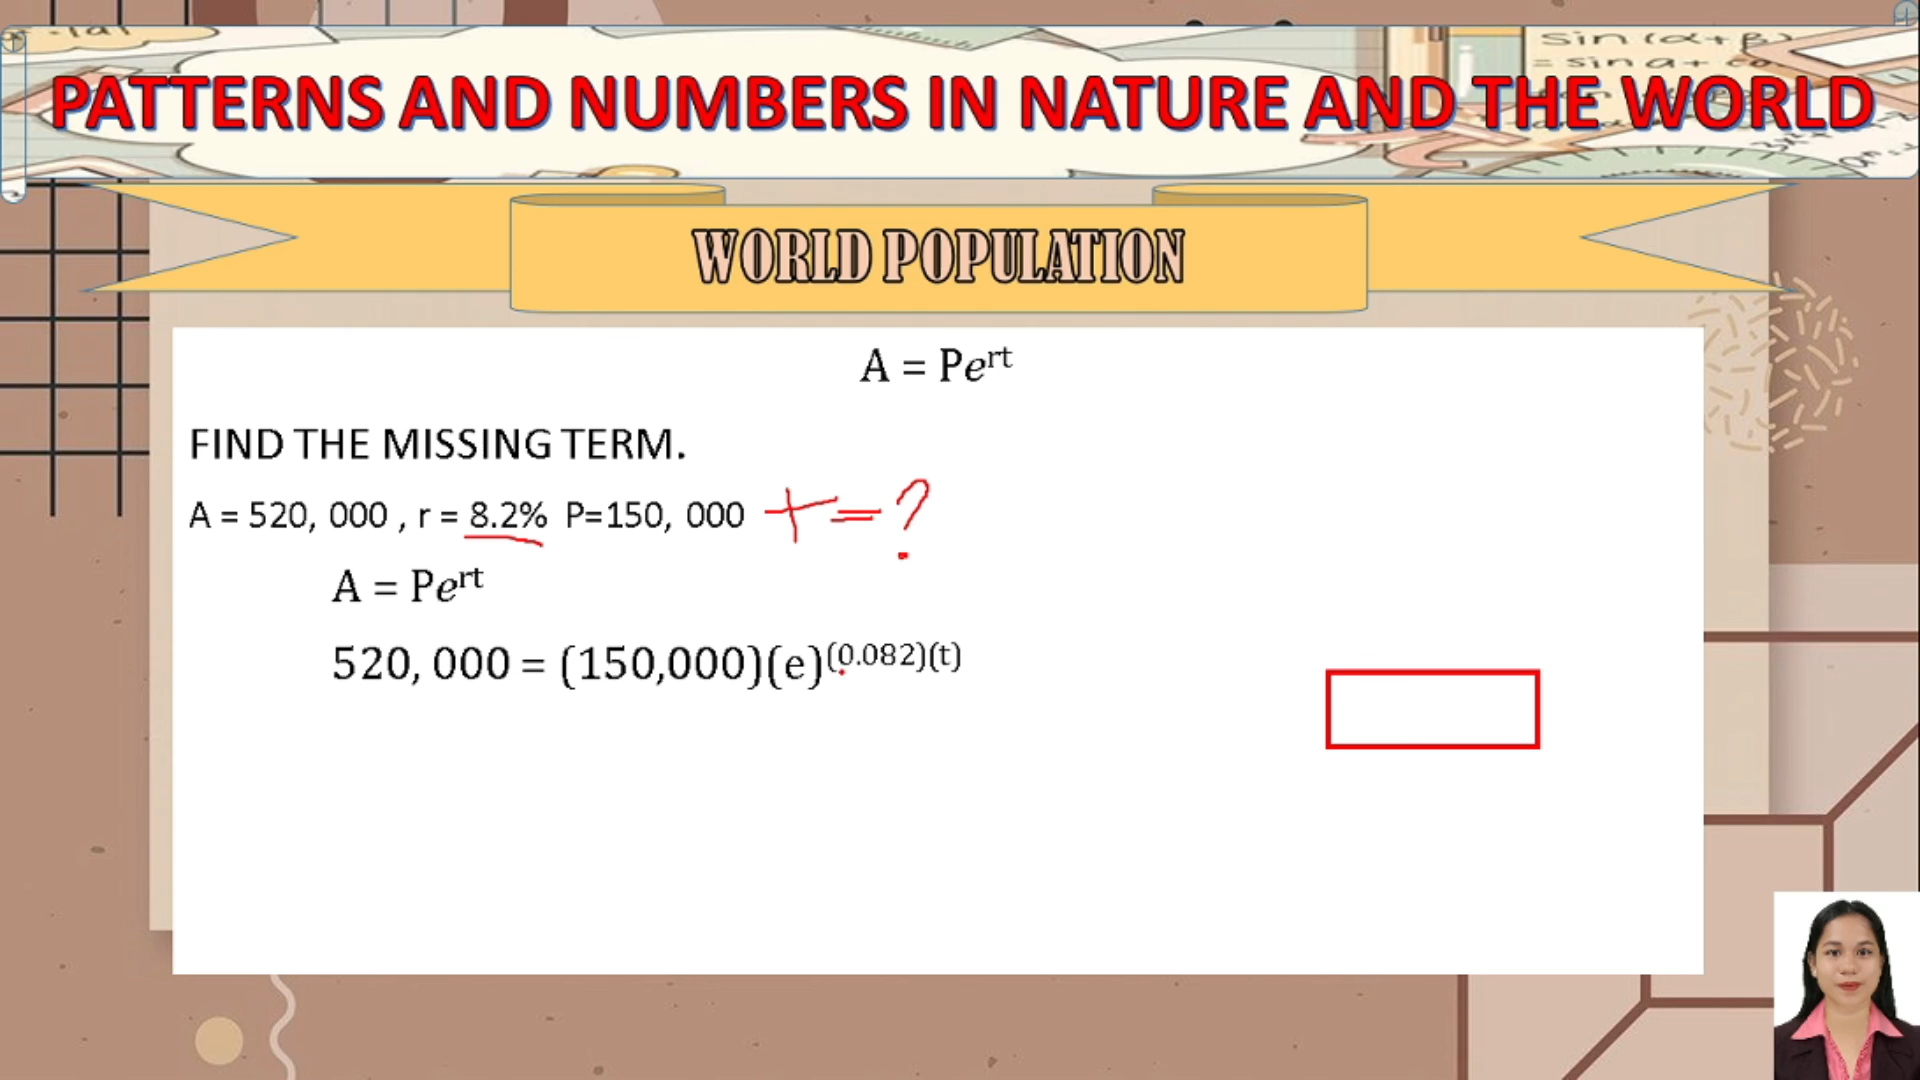 PATTERNS AND NUMBERS IN NATURE AND THE WORLD
WORLD POPULATION
A = Pe^rt
FIND THE MISSING TERM.
A = 520, 000 , r = 8.2% P=150, 000 t=?
A = Pe^rt
520, 000 = (150,000)(e)^(0.082)(t)